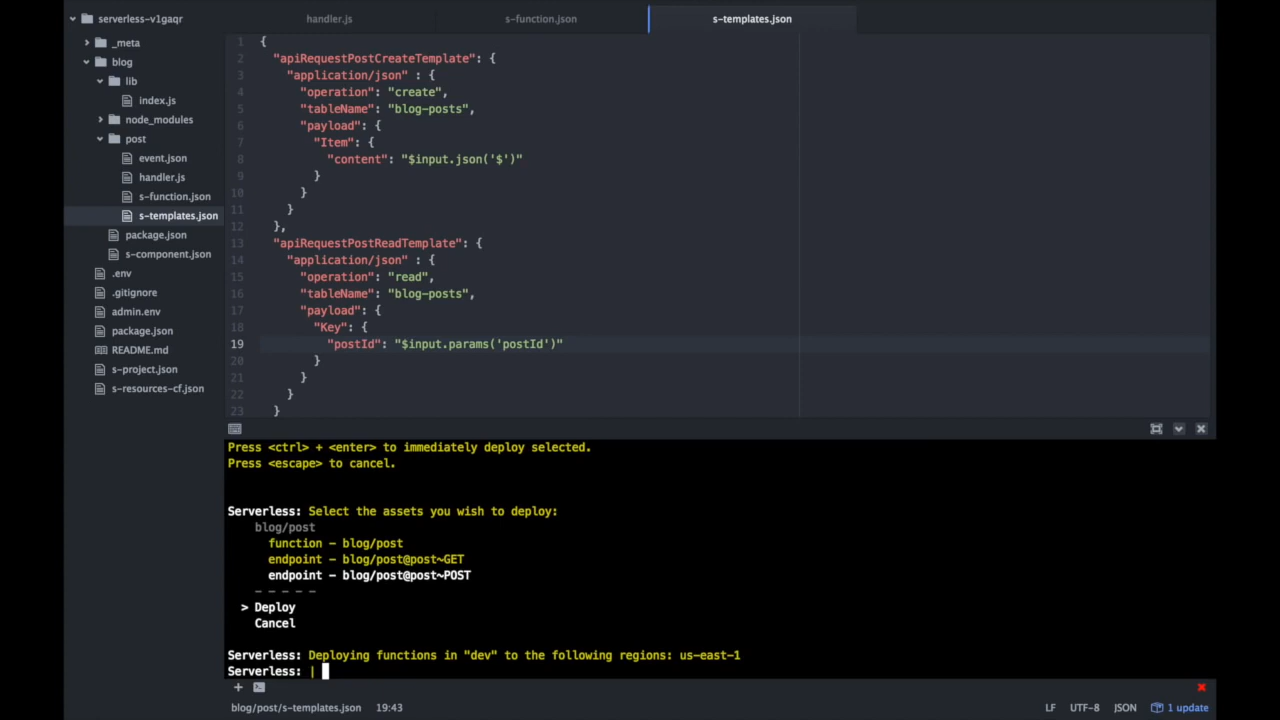 serverless-v1gaqr
_meta
blog
lib
index.js
node_modules
post
event.json
handler.js
s-function.json
s-templates.json
package.json
s-component.json
.env
.gitignore
admin.env
package.json
README.md
s-project.json
s-resources-cf.json
handler.js
s-function.json
s-templates.json
1 {
2 "apiRequestPostCreateTemplate": {
3 "application/json" : {
4 "operation": "create",
5 "tableName": "blog-posts",
6 "payload": {
7 "Item": {
8 "content": "$input.json('$')"
9 }
10 }
11 }
12 },
13 "apiRequestPostReadTemplate": {
14 "application/json" : {
15 "operation": "read",
16 "tableName": "blog-posts",
17 "payload": {
18 "Key": {
19 "postId": "$input.params('postId')"
20 }
21 }
22 }
23 }
Press <ctrl> + <enter> to immediately deploy selected.
Press <escape> to cancel.
Serverless: Select the assets you wish to deploy:
blog/post
function - blog/post
endpoint - blog/post@post~GET
endpoint - blog/post@post~POST
- - - - -
> Deploy
Cancel
Serverless: Deploying functions in "dev" to the following regions: us-east-1
Serverless: |
blog/post/s-templates.json 19:43
LF UTF-8 JSON 1 update